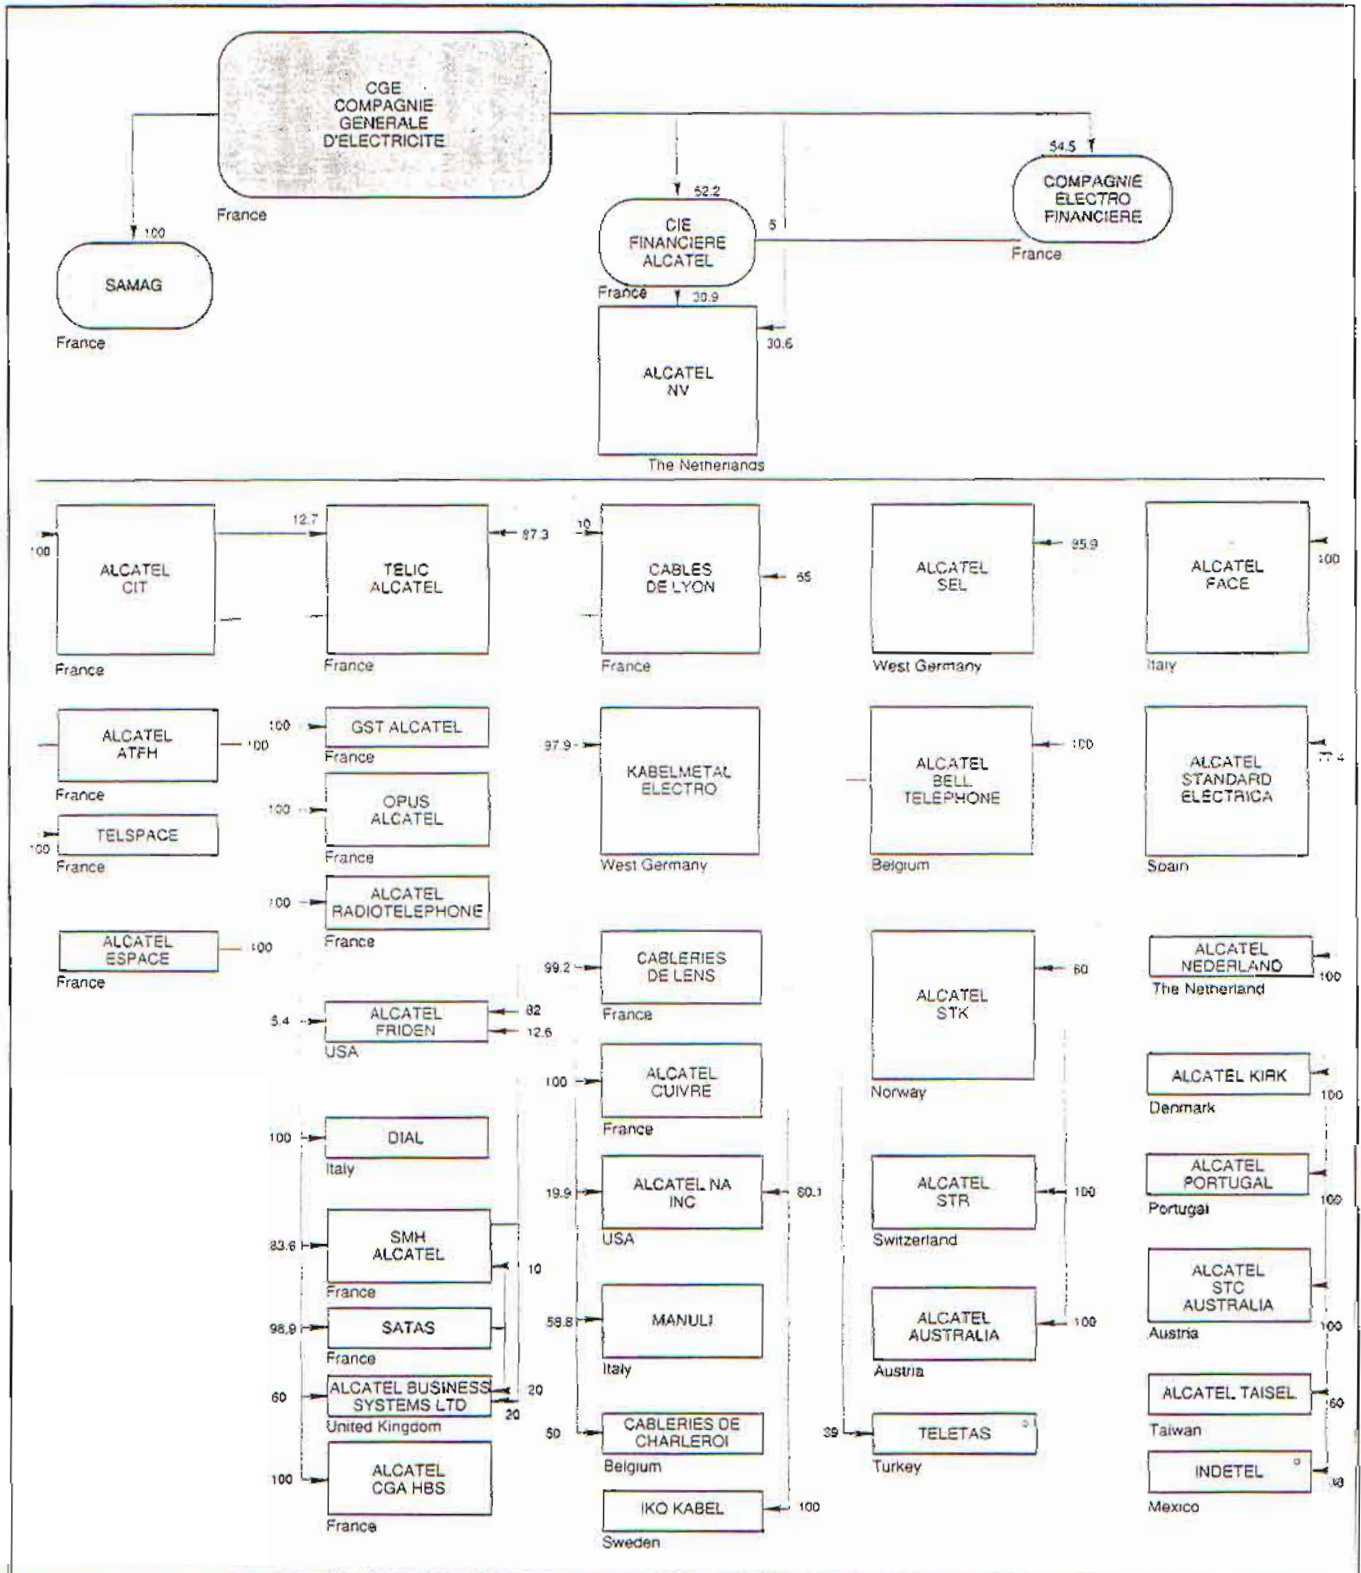 CGE
COMPAGNIE
GENERALE
D'ELECTRICITE
France
100
SAMAG
France
52.2
CIE
FINANCIERE
ALCATEL
France
5
54.5
COMPAGNIE
ELECTRO
FINANCIERE
France
30.9
30.6
ALCATEL
NV
The Netherlands
100
ALCATEL
CIT
France
12.7
TELIC
ALCATEL
87.3
France
10
CABLES
DE LYON
65
France
ALCATEL
SEL
85.9
West Germany
ALCATEL
FACE
100
Italy
ALCATEL
ATFH
100
France
100
TELSPACE
France
ALCATEL
ESPACE
100
France
100
GST ALCATEL
France
100
OPUS
ALCATEL
France
100
ALCATEL
RADIOTELEPHONE
France
5.4
ALCATEL
FRIDEN
82
12.6
USA
100
DIAL
Italy
83.6
SMH
ALCATEL
10
France
98.9
SATAS
France
60
ALCATEL BUSINESS
SYSTEMS LTD
20
20
United Kingdom
100
ALCATEL
CGA HBS
France
97.9
KABELMETAL
ELECTRO
West Germany
99.2
CABLERIES
DE LENS
France
100
ALCATEL
CUIVRE
France
19.9
ALCATEL NA
INC
80.1
USA
58.8
MANULI
Italy
50
CABLERIES DE
CHARLEROI
Belgium
IKO KABEL
100
Sweden
ALCATEL
BELL
TELEPHONE
100
Belgium
ALCATEL
STK
60
Norway
ALCATEL
STR
100
Switzerland
ALCATEL
AUSTRALIA
100
Austria
39
TELETAS
Turkey
ALCATEL
STANDARD
ELECTRICA
Spain
ALCATEL
NEDERLAND
100
The Netherland
ALCATEL KIRK
100
Denmark
ALCATEL
PORTUGAL
100
Portugal
ALCATEL
STC
AUSTRALIA
100
Austria
ALCATEL TAISEL
60
Taiwan
INDETEL
Mexico